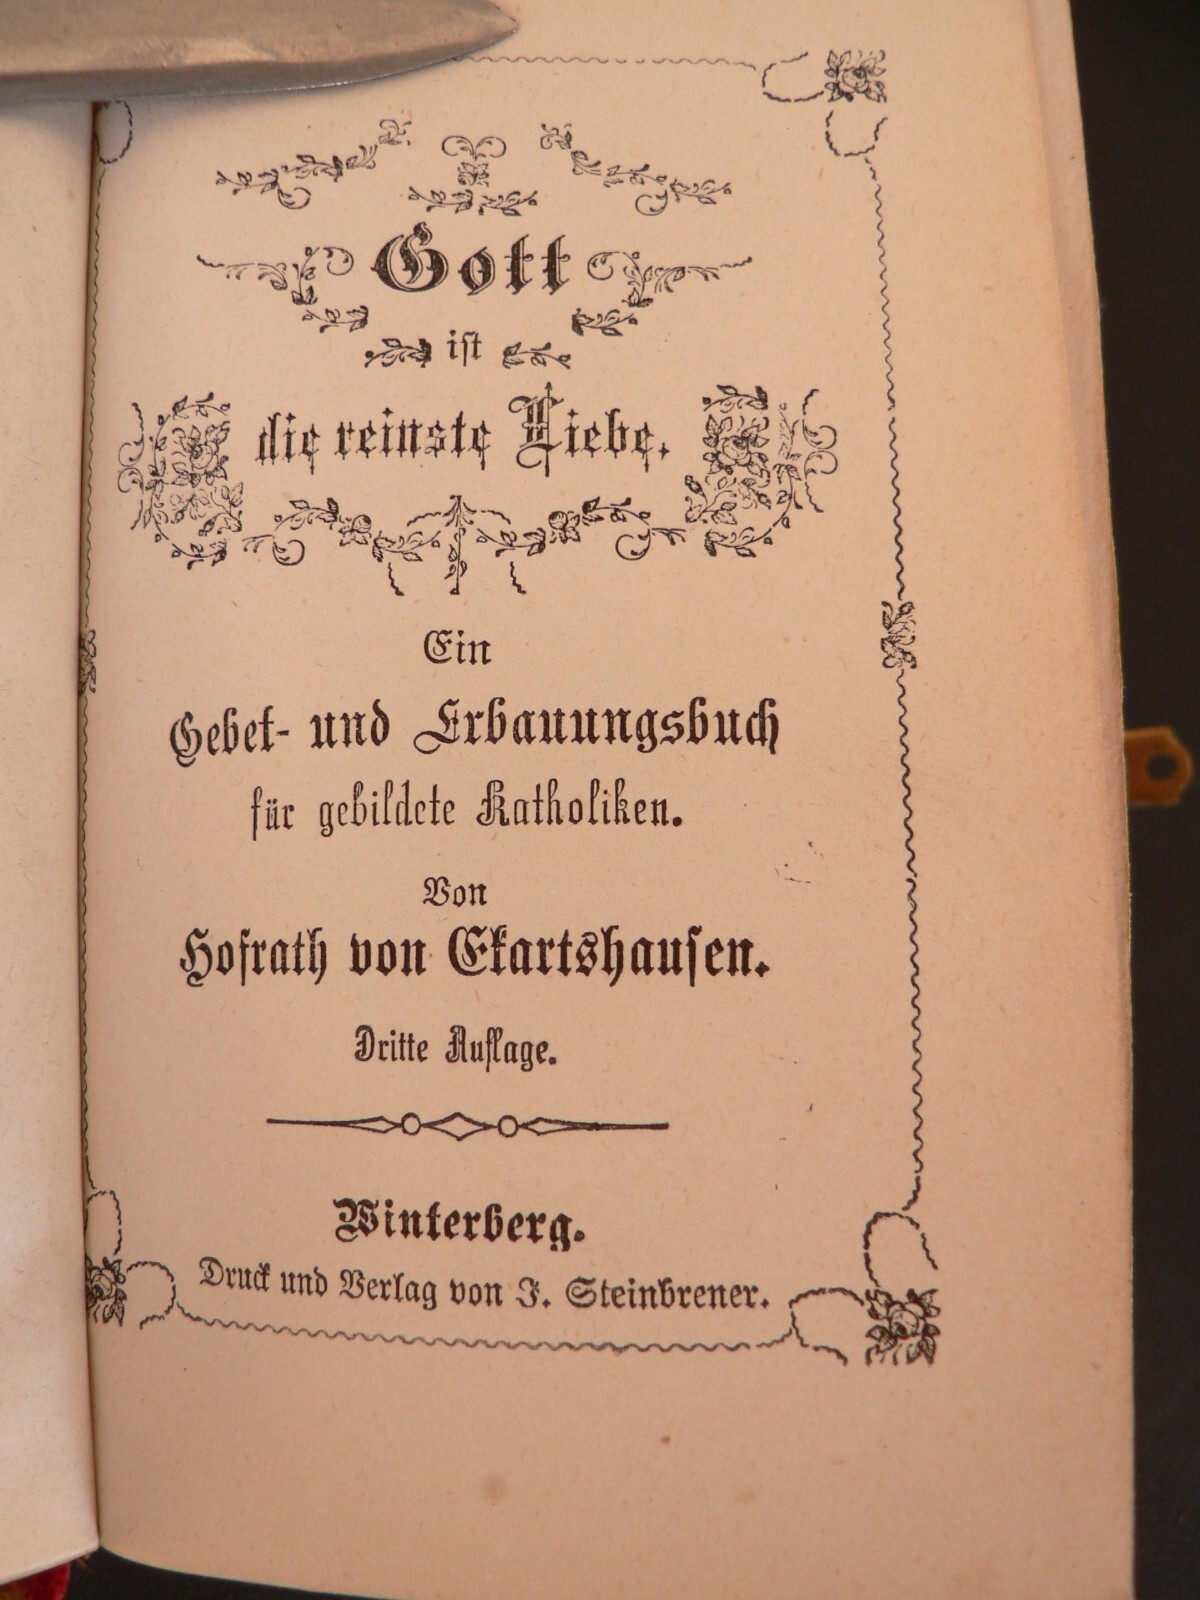 Gott
ist
die reinste Liebe.
Ein
Gebet- und Erbauungsbuch
für gebildete Katholiken.
Von
Hofrath von Ekartshausen.
Dritte Auflage.
Winterberg.
Druck und Verlag von J. Steinbrener.